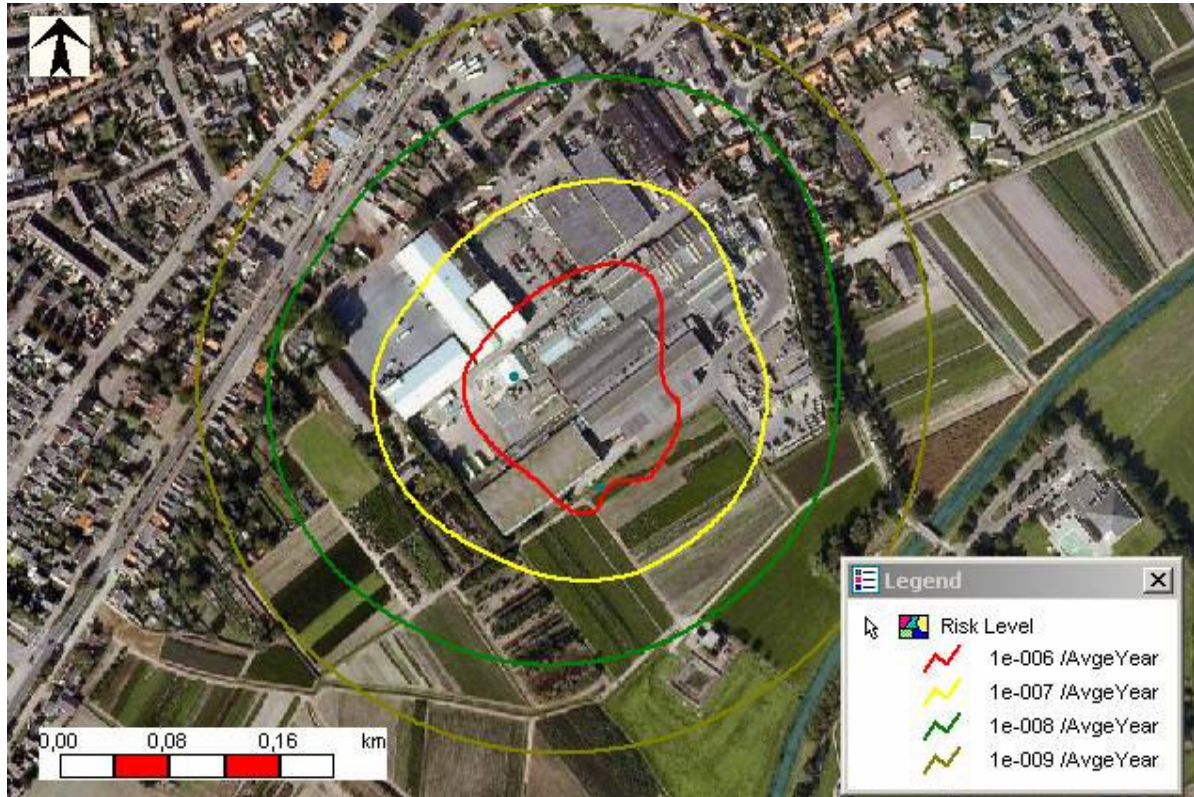 Legend
Risk Level
1e-006 /AvgeYear
1e-007 /AvgeYear
1e-008 /AvgeYear
1e-009 /AvgeYear
0,00 0,08 0,16 km